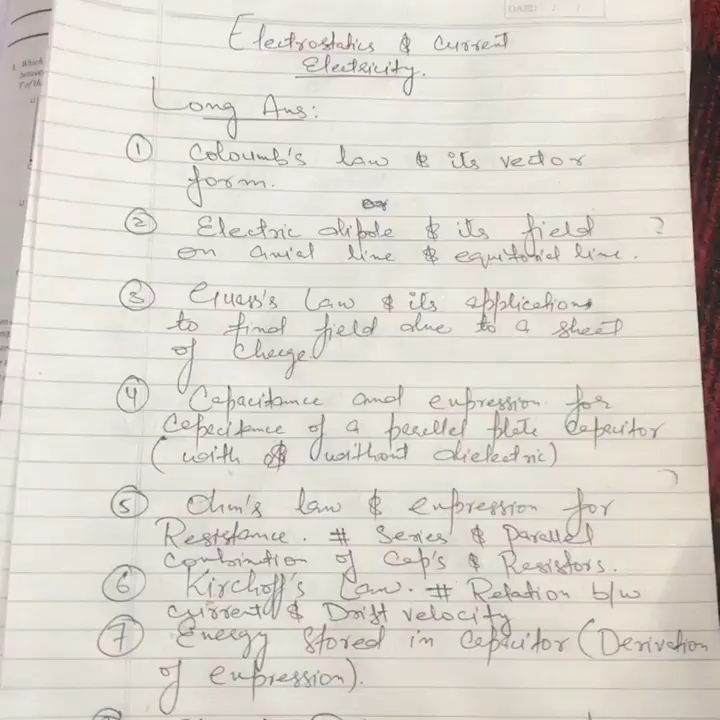 DATE: / /
Electrostatics & Current
Electricity.
Long Ans:
① Coloumb's law & its vector
form.
② Electric dipole & its field ?
on axial line & equitorial line.
③ Guass's Law & its applications
to find field due to a sheet
of Charge.
④ Capacitance and expression for
Capacitance of a parallel plate Capacitor
(with & without dielectric)
⑤ Ohm's law & expression for
Resistance. # Series & Parallel
Combination of Cap's & Resistors.
⑥ Kirchoff's Law. # Relation b/w
Current & Drift velocity
⑦ Energy stored in Capacitor (Derivation
of expression).